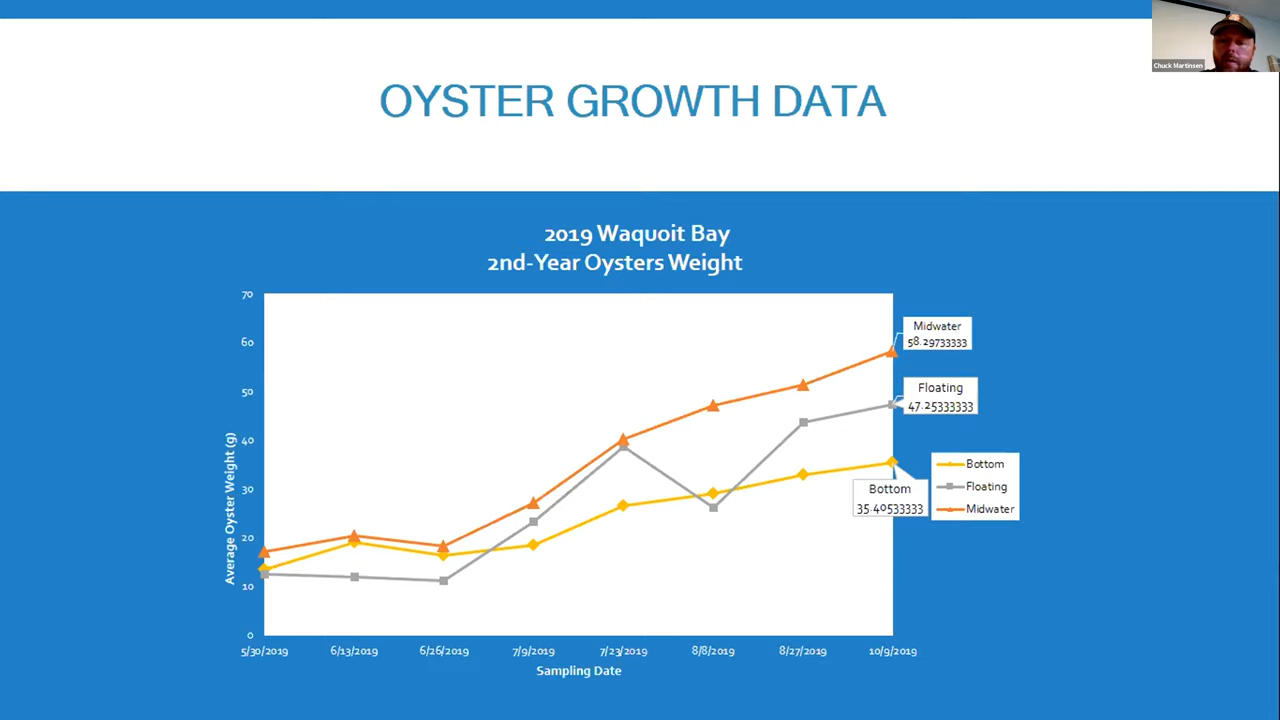 Chuck Martinsen
OYSTER GROWTH DATA
2019 Waquoit Bay
2nd-Year Oysters Weight
Average Oyster Weight (g)
70
60
50
40
30
20
10
0
5/30/2019 6/13/2019 6/26/2019 7/9/2019 7/23/2019 8/8/2019 8/27/2019 10/9/2019
Sampling Date
Midwater
58.29733333
Floating
47.25333333
Bottom
35.40533333
Bottom
Floating
Midwater